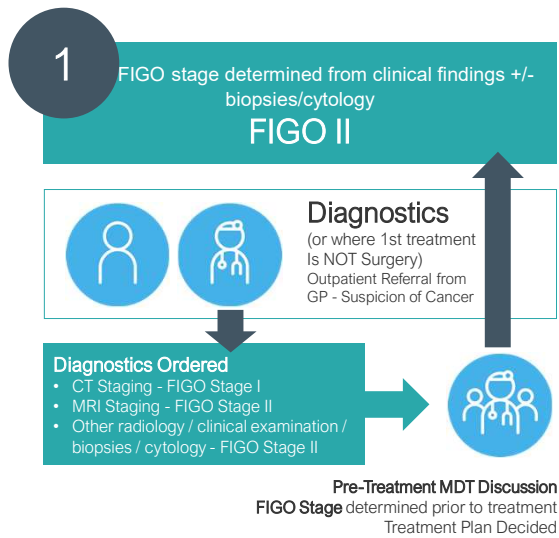 1
FIGO stage determined from clinical findings +/-
biopsies/cytology
FIGO II
Diagnostics
(or where 1st treatment
Is NOT Surgery)
Outpatient Referral from
GP - Suspicion of Cancer
Diagnostics Ordered
• CT Staging - FIGO Stage I
• MRI Staging - FIGO Stage II
• Other radiology / clinical examination /
biopsies / cytology - FIGO Stage II
Pre-Treatment MDT Discussion
FIGO Stage determined prior to treatment
Treatment Plan Decided